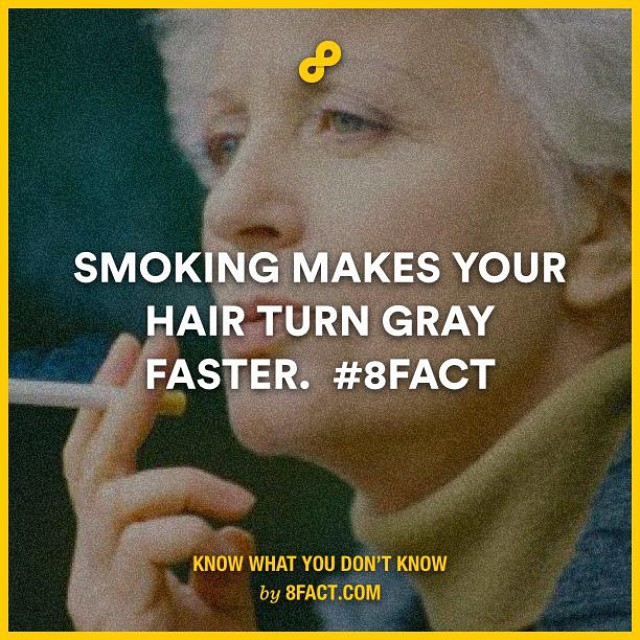 SMOKING MAKES YOUR
HAIR TURN GRAY
FASTER. #8FACT
KNOW WHAT YOU DON'T KNOW
by 8FACT.COM